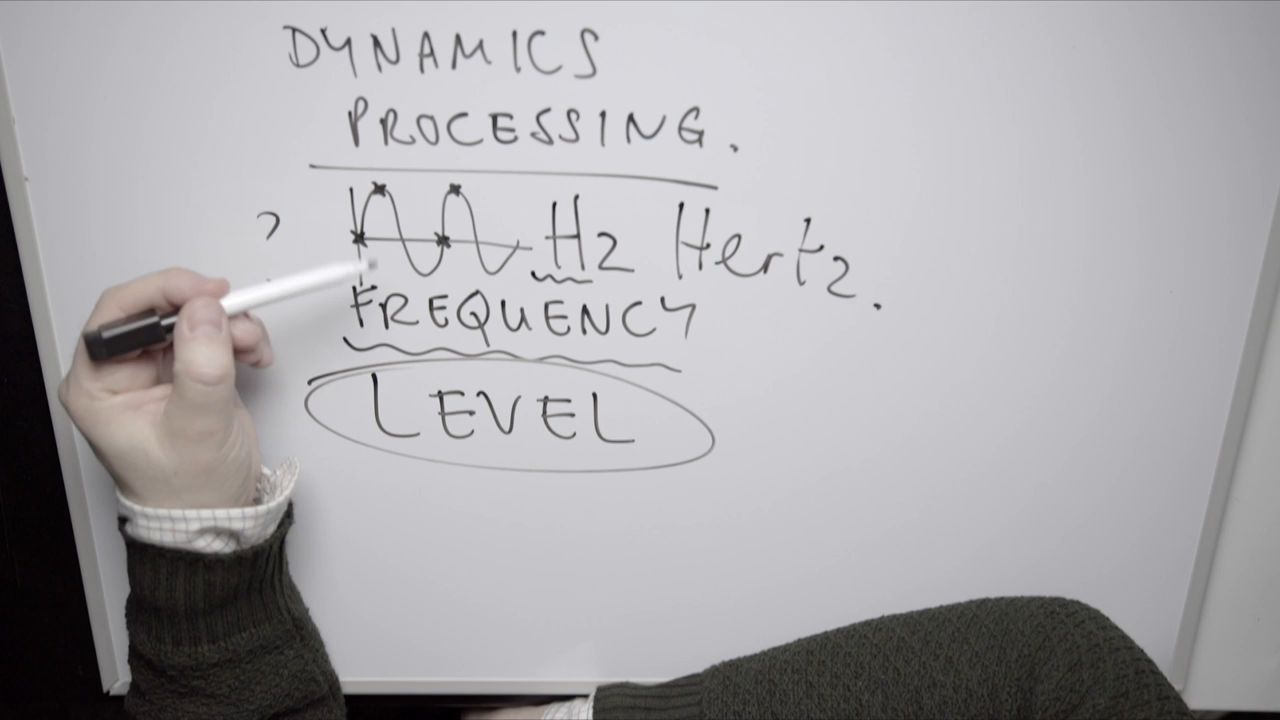 DYNAMICS
PROCESSING.
? Hz Hertz.
FREQUENCY
LEVEL